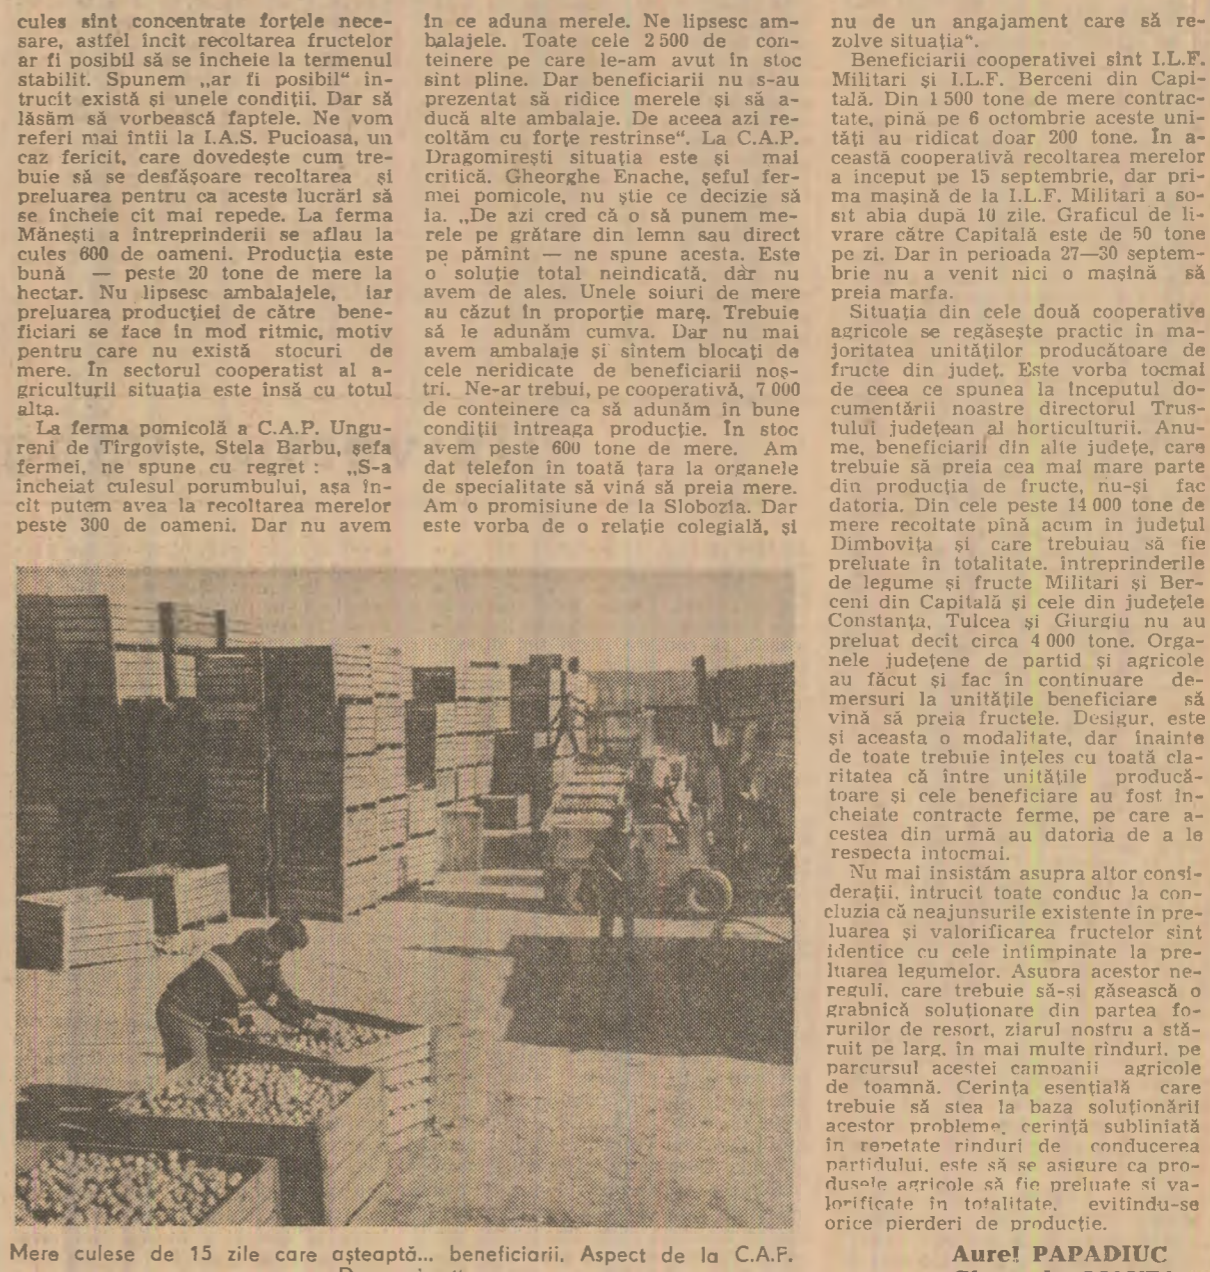 cules sînt concentrate forțele nece-
sare, astfel încît recoltarea fructelor
ar fi posibil să se încheie la termenul
stabilit. Spunem „ar fi posibil“ în-
trucît există și unele condiții. Dar să
lăsăm să vorbească faptele. Ne vom
referi mai întîi la I.A.S. Pucioasa, un
caz fericit, care dovedește cum tre-
buie să se desfășoare recoltarea și
preluarea pentru ca aceste lucrări să
se încheie cît mai repede. La ferma
Mănești a întreprinderii se aflau la
cules 600 de oameni. Producția este
bună — peste 20 tone de mere la
hectar. Nu lipsesc ambalajele, iar
preluarea producției de către bene-
ficiari se face în mod ritmic, motiv
pentru care nu există stocuri de
mere. În sectorul cooperatist al a-
griculturii situația este însă cu totul
alta.
La ferma pomicolă a C.A.P. Ungu-
reni de Tîrgoviște, Stela Barbu, șefa
fermei, ne spune cu regret : „S-a
încheiat culesul porumbului, așa în-
cît putem avea la recoltarea merelor
peste 300 de oameni. Dar nu avem
în ce aduna merele. Ne lipsesc am-
balajele. Toate cele 2 500 de con-
teinere pe care le-am avut în stoc
sînt pline. Dar beneficiarii nu s-au
prezentat să ridice merele și să a-
ducă alte ambalaje. De aceea azi re-
coltăm cu forțe restrînse“. La C.A.P.
Dragomirești situația este și mai
critică. Gheorghe Enache, șeful fer-
mei pomicole, nu știe ce decizie să
ia. „De azi cred că o să punem me-
rele pe grătare din lemn sau direct
pe pămînt — ne spune acesta. Este
o soluție total neindicată, dar nu
avem de ales. Unele soiuri de mere
au căzut în proporție mare. Trebuie
să le adunăm cumva. Dar nu mai
avem ambalaje și sîntem blocați de
cele neridicate de beneficiarii noș-
tri. Ne-ar trebui, pe cooperativă, 7 000
de conteinere ca să adunăm în bune
condiții întreaga producție. În stoc
avem peste 600 tone de mere. Am
dat telefon în toată țara la organele
de specialitate să vină să preia mere.
Am o promisiune de la Slobozia. Dar
este vorba de o relație colegială, și
nu de un angajament care să re-
zolve situația“.
Beneficiarii cooperativei sînt I.L.F.
Militari și I.L.F. Berceni din Capi-
tală. Din 1 500 tone de mere contrac-
tate, pînă pe 6 octombrie aceste uni-
tăți au ridicat doar 200 tone. În a-
ceastă cooperativă recoltarea merelor
a început pe 15 septembrie, dar pri-
ma mașină de la I.L.F. Militari a so-
sit abia după 10 zile. Graficul de li-
vrare către Capitală este de 50 tone
pe zi. Dar în perioada 27—30 septem-
brie nu a venit nici o mașină să
preia marfa.
Situația din cele două cooperative
agricole se regăsește practic în ma-
joritatea unităților producătoare de
fructe din județ. Este vorba tocmai
de ceea ce spunea la începutul do-
cumentării noastre directorul Trus-
tului județean al horticulturii. Anu-
me, beneficiarii din alte județe, care
trebuie să preia cea mai mare parte
din producția de fructe, nu-și fac
datoria. Din cele peste 14 000 tone de
mere recoltate pînă acum în județul
Dîmbovița și care trebuiau să fie
preluate în totalitate, întreprinderile
de legume și fructe Militari și Ber-
ceni din Capitală și cele din județele
Constanța, Tulcea și Giurgiu nu au
preluat decît circa 4 000 tone. Orga-
nele județene de partid și agricole
au făcut și fac în continuare de-
mersuri la unitățile beneficiare să
vină să preia fructele. Desigur, este
și aceasta o modalitate, dar înainte
de toate trebuie înțeles cu toată cla-
ritatea că între unitățile producă-
toare și cele beneficiare au fost în-
cheiate contracte ferme, pe care a-
cestea din urmă au datoria de a le
respecta întocmai.
Nu mai insistăm asupra altor consi-
derații, întrucît toate conduc la con-
cluzia că neajunsurile existente în pre-
luarea și valorificarea fructelor sînt
identice cu cele întîmpinate la pre-
luarea legumelor. Asupra acestor ne-
reguli, care trebuie să-și găsească o
grabnică soluționare din partea fo-
rurilor de resort, ziarul nostru a stă-
ruit pe larg, în mai multe rînduri, pe
parcursul acestei campanii agricole
de toamnă. Cerința esențială care
trebuie să stea la baza soluționării
acestor probleme, cerință subliniată
în repetate rînduri de conducerea
partidului, este să se asigure ca pro-
dusele agricole să fie preluate și va-
lorificate în totalitate, evitîndu-se
orice pierderi de producție.
Mere culese de 15 zile care așteaptă... beneficiarii. Aspect de la C.A.P.
Aurel PAPADIUC